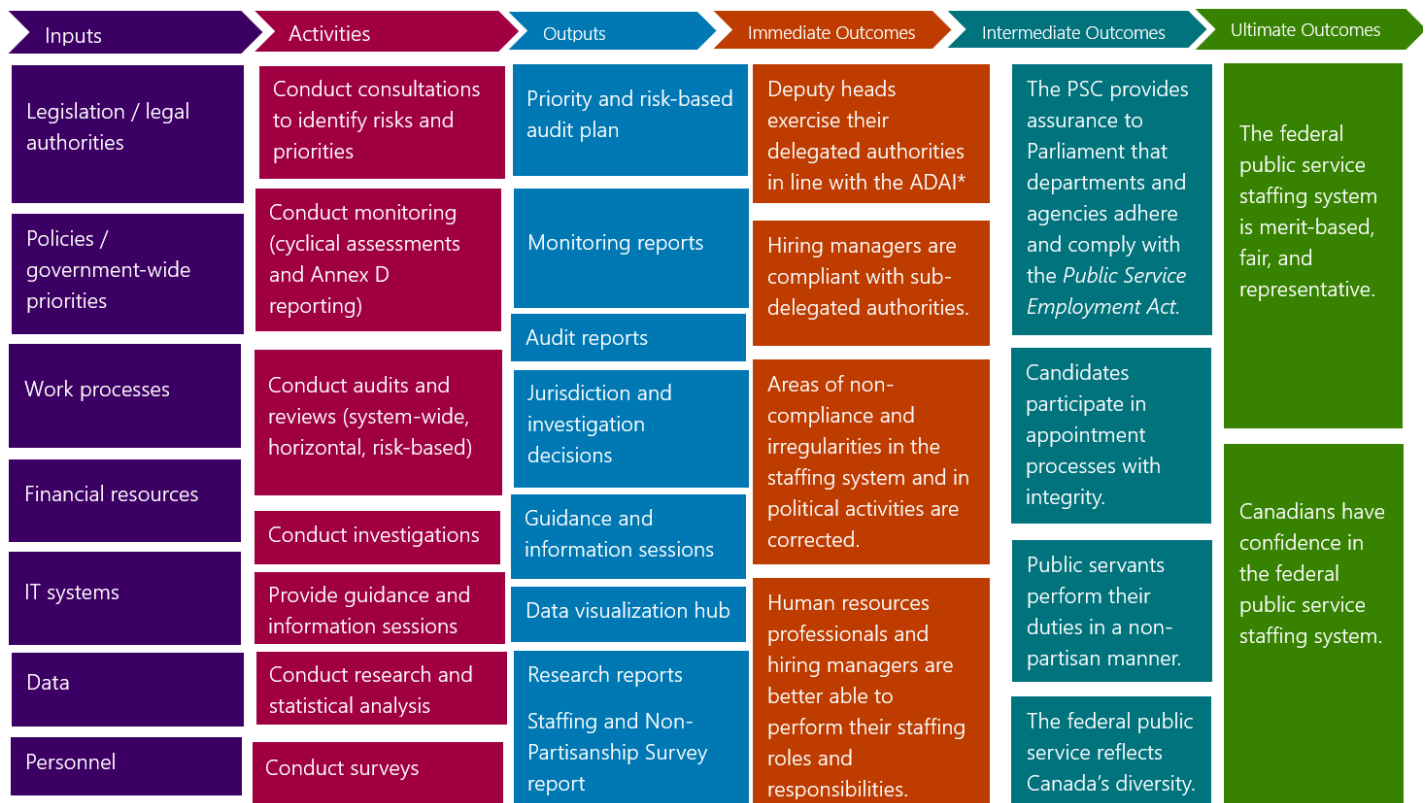 Inputs
Activities
Outputs
Immediate Outcomes
Intermediate Outcomes
Ultimate Outcomes
Legislation / legal
authorities
Policies /
government-wide
priorities
Work processes
Financial resources
IT systems
Data
Personnel
Conduct consultations
to identify risks and
priorities
Conduct monitoring
(cyclical assessments
and Annex D
reporting)
Conduct audits and
reviews (system-wide,
horizontal, risk-based)
Conduct investigations
Provide guidance and
information sessions
Conduct research and
statistical analysis
Conduct surveys
Priority and risk-based
audit plan
Monitoring reports
Audit reports
Jurisdiction and
investigation
decisions
Guidance and
information sessions
Data visualization hub
Research reports
Staffing and Non-
Partisanship Survey
report
Deputy heads
exercise their
delegated authorities
in line with the ADAI*
Hiring managers are
compliant with sub-
delegated authorities.
Areas of non-
compliance and
irregularities in the
staffing system and in
political activities are
corrected.
Human resources
professionals and
hiring managers are
better able to
perform their staffing
roles and
responsibilities.
The PSC provides
assurance to
Parliament that
departments and
agencies adhere
and comply with
the Public Service
Employment Act.
Candidates
participate in
appointment
processes with
integrity.
Public servants
perform their
duties in a non-
partisan manner.
The federal public
service reflects
Canada's diversity.
The federal
public service
staffing system
is merit-based,
fair, and
representative.
Canadians have
confidence in
the federal
public service
staffing system.